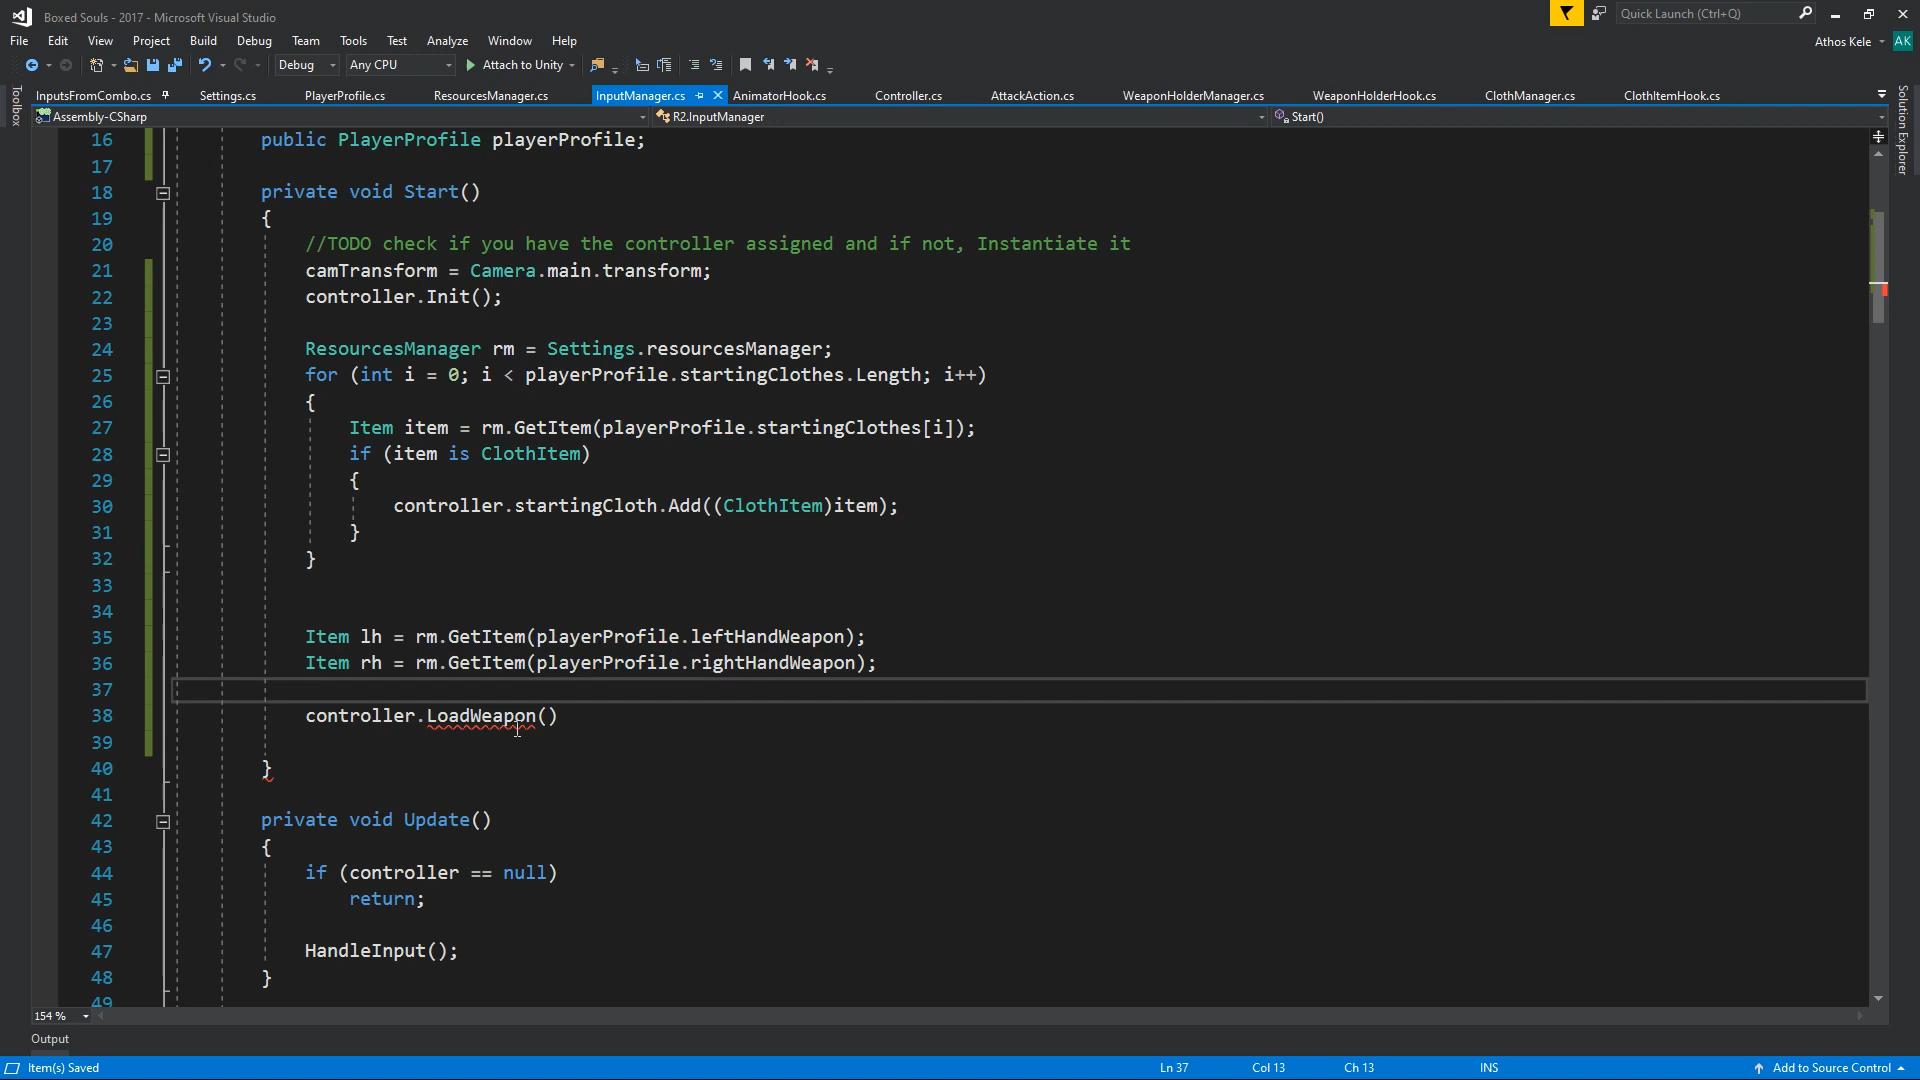 Boxed Souls - 2017 - Microsoft Visual Studio
Quick Launch (Ctrl+Q)
File Edit View Project Build Debug Team Tools Test Analyze Window Help
Athos Kele AK
Debug Any CPU Attach to Unity
InputsFromCombo.cs Settings.cs PlayerProfile.cs ResourcesManager.cs InputManager.cs AnimatorHook.cs Controller.cs AttackAction.cs WeaponHolderManager.cs WeaponHolderHook.cs ClothManager.cs ClothItemHook.cs
Toolbox
Solution Explorer
Assembly-CSharp R2.InputManager Start()
16 public PlayerProfile playerProfile;
17
18 private void Start()
19 {
20 //TODO check if you have the controller assigned and if not, Instantiate it
21 camTransform = Camera.main.transform;
22 controller.Init();
23
24 ResourcesManager rm = Settings.resourcesManager;
25 for (int i = 0; i < playerProfile.startingClothes.Length; i++)
26 {
27 Item item = rm.GetItem(playerProfile.startingClothes[i]);
28 if (item is ClothItem)
29 {
30 controller.startingCloth.Add((ClothItem)item);
31 }
32 }
33
34
35 Item lh = rm.GetItem(playerProfile.leftHandWeapon);
36 Item rh = rm.GetItem(playerProfile.rightHandWeapon);
37
38 controller.LoadWeapon()
39
40 }
41
42 private void Update()
43 {
44 if (controller == null)
45 return;
46
47 HandleInput();
48 }
49
154 %
Output
Item(s) Saved Ln 37 Col 13 Ch 13 INS Add to Source Control